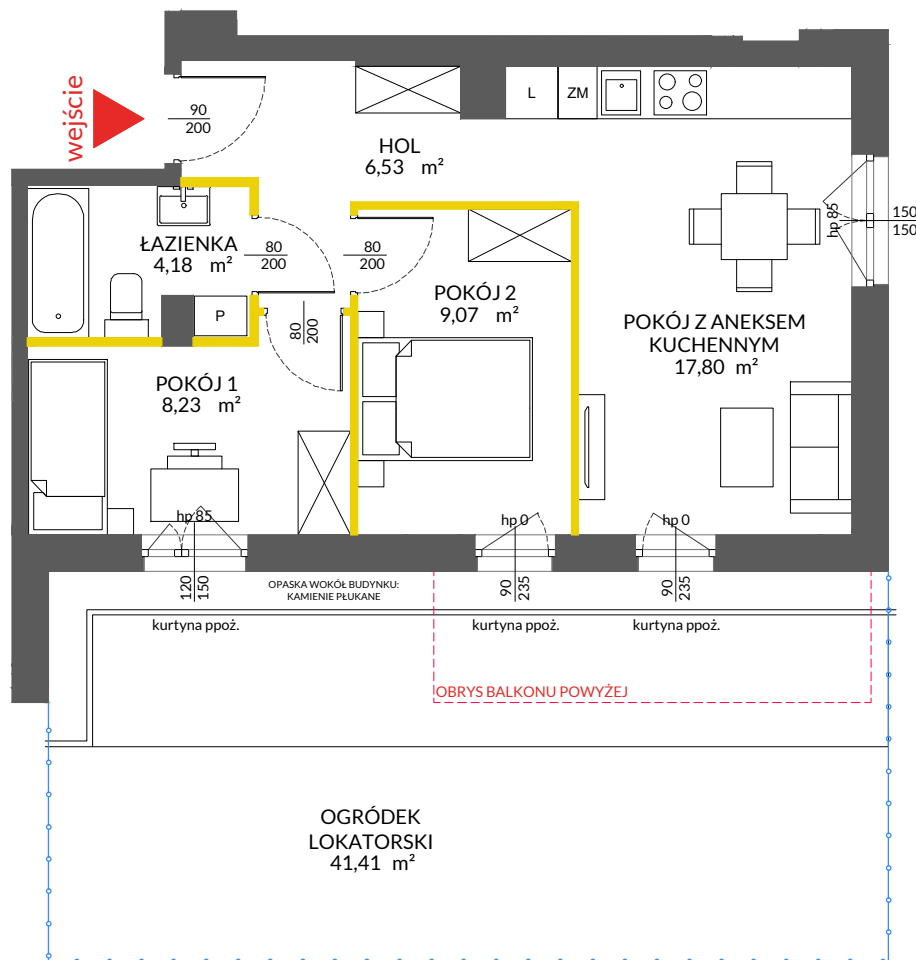 wejście
90
200
L
ZM
HOL
6,53 m²
hp 85
150
150
ŁAZIENKA
4,18 m²
80
200
80
200
P
80
200
POKÓJ 2
9,07 m²
POKÓJ Z ANEKSEM
KUCHENNYM
17,80 m²
POKÓJ 1
8,23 m²
hp 85
hp 0
hp 0
120
150
OPASKA WOKÓŁ BUDYNKU:
KAMIENIE PŁUKANE
90
235
90
235
kurtyna ppoż.
kurtyna ppoż.
kurtyna ppoż.
OBRYS BALKONU POWYŻEJ
OGRÓDEK
LOKATORSKI
41,41 m²